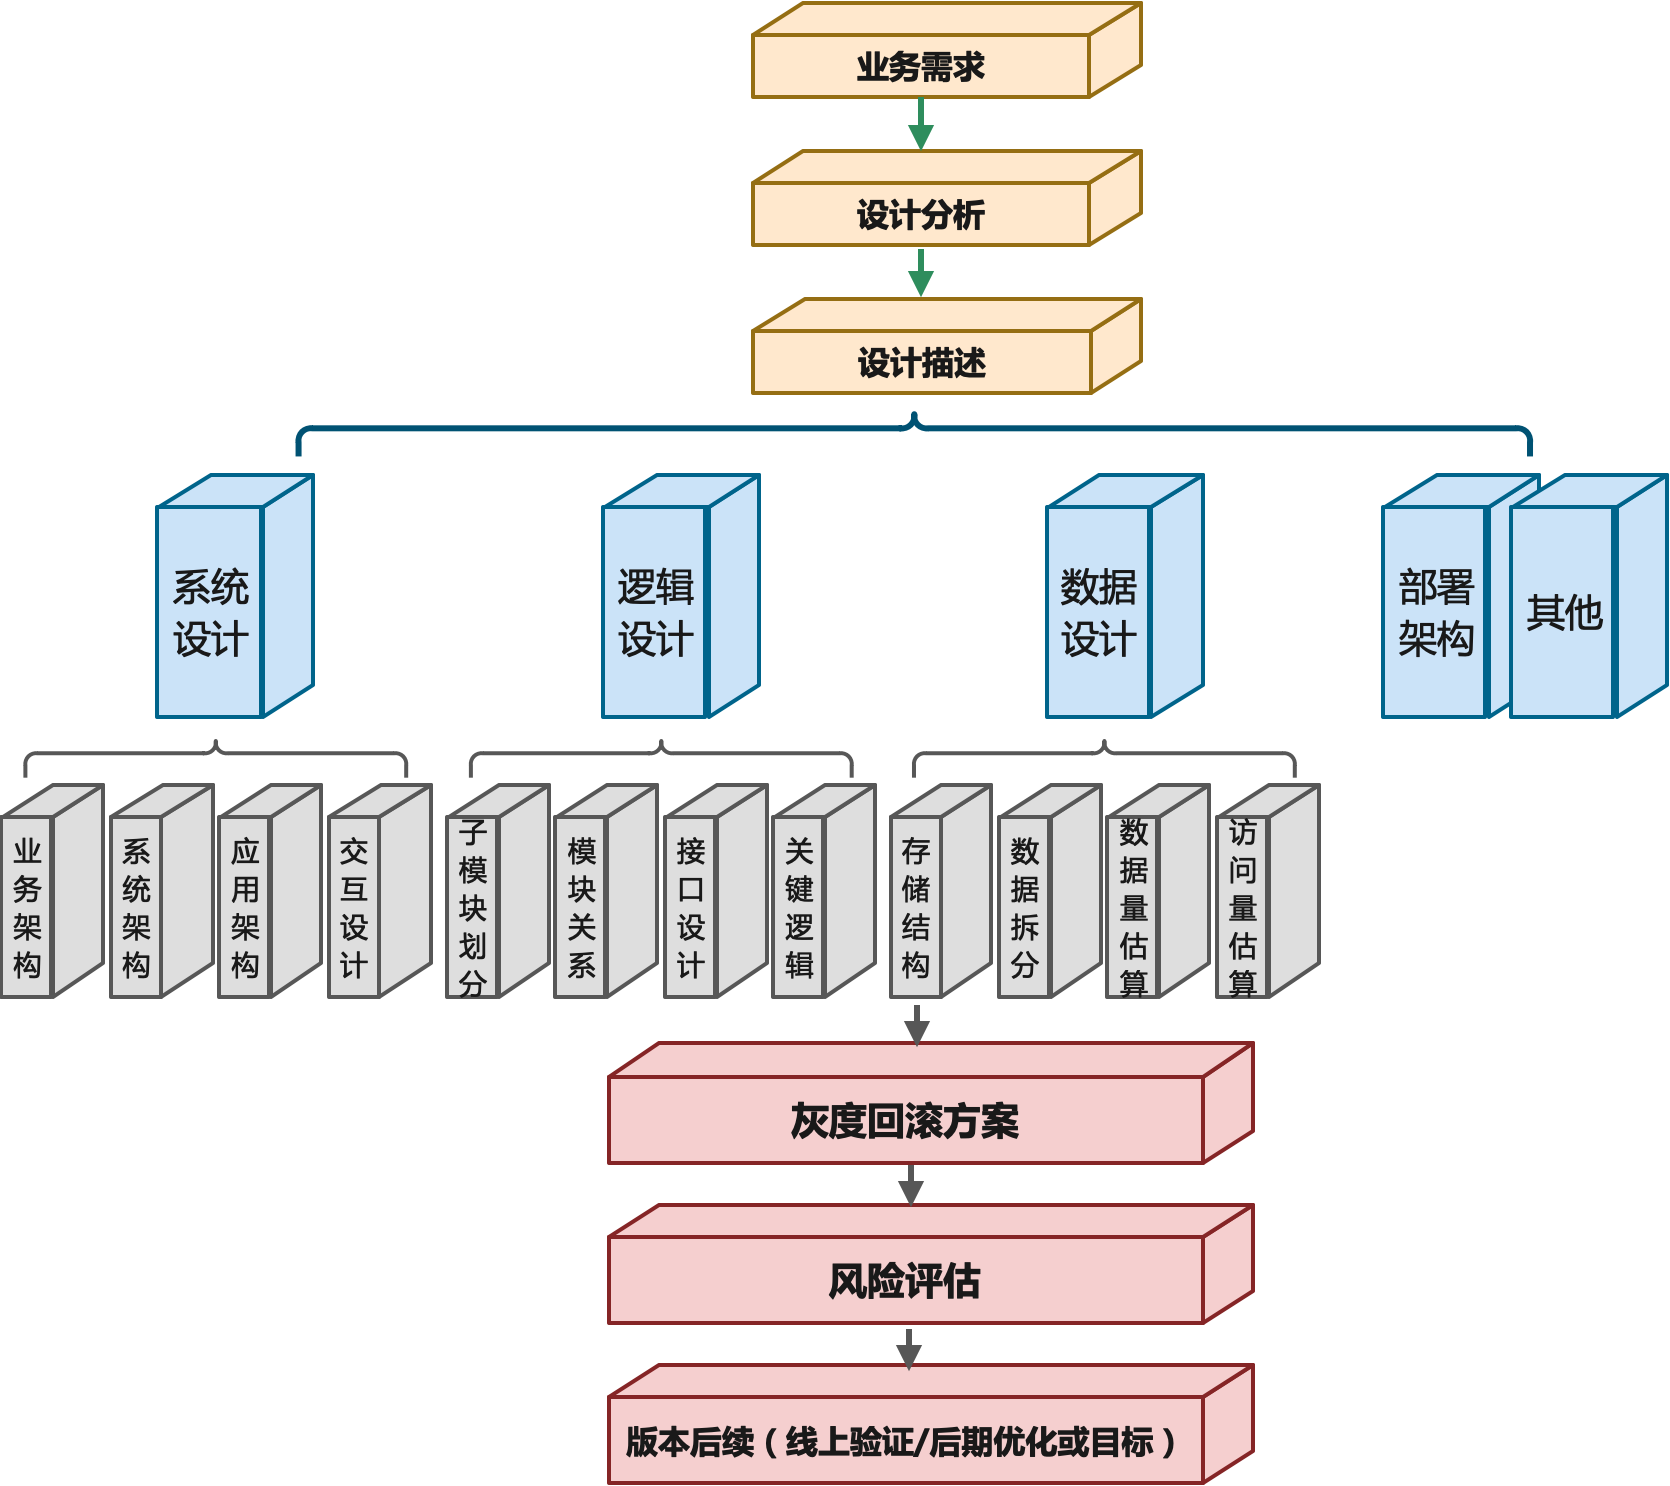 业务需求
设计分析
设计描述
系统
设计
逻辑
设计
数据
设计
部署
架构
其他
业务架构
系统架构
应用架构
交互设计
子模块划分
模块关系
接口设计
关键逻辑
存储结构
数据拆分
数据量估算
访问量估算
灰度回滚方案
风险评估
版本后续（线上验证/后期优化或目标）